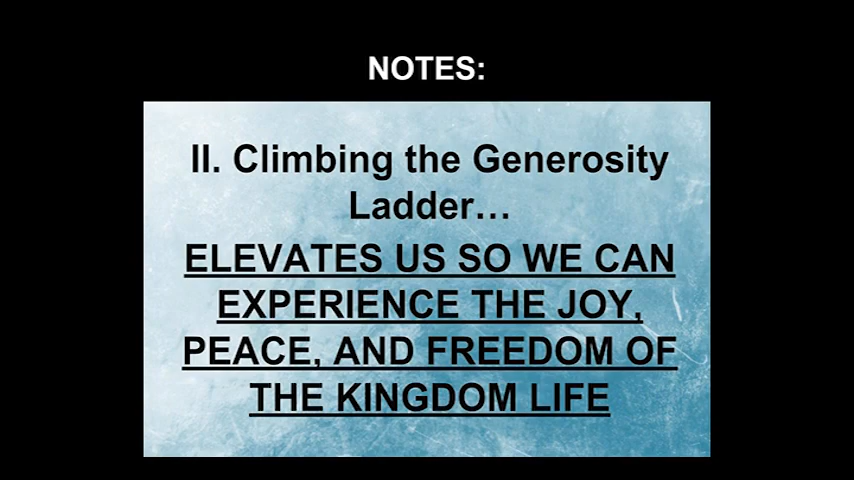 NOTES:
II. Climbing the Generosity
Ladder…
ELEVATES US SO WE CAN
EXPERIENCE THE JOY,
PEACE, AND FREEDOM OF
THE KINGDOM LIFE